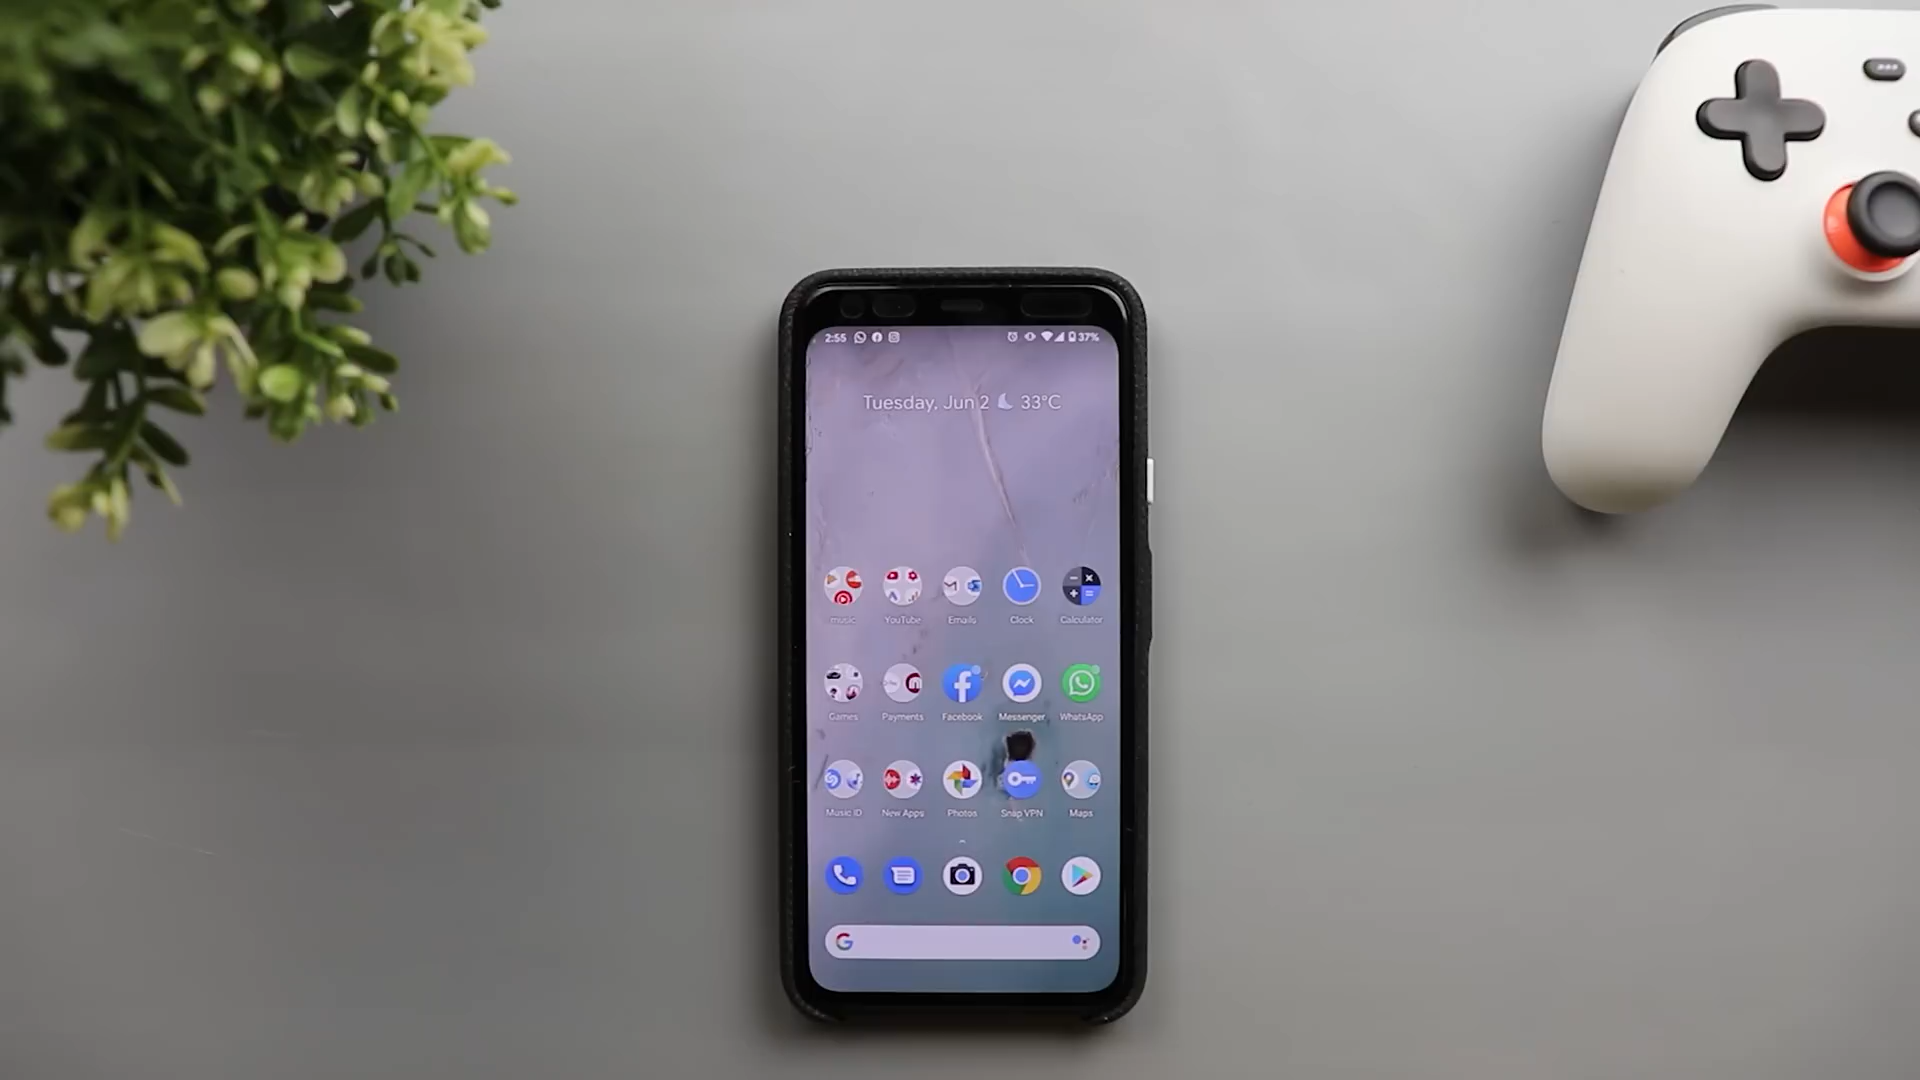 2:55 37%
Tuesday, Jun 2 33°C
music YouTube Emails Clock Calculator
Games Payments Facebook Messenger WhatsApp
Music ID New Apps Photos Snap VPN Maps